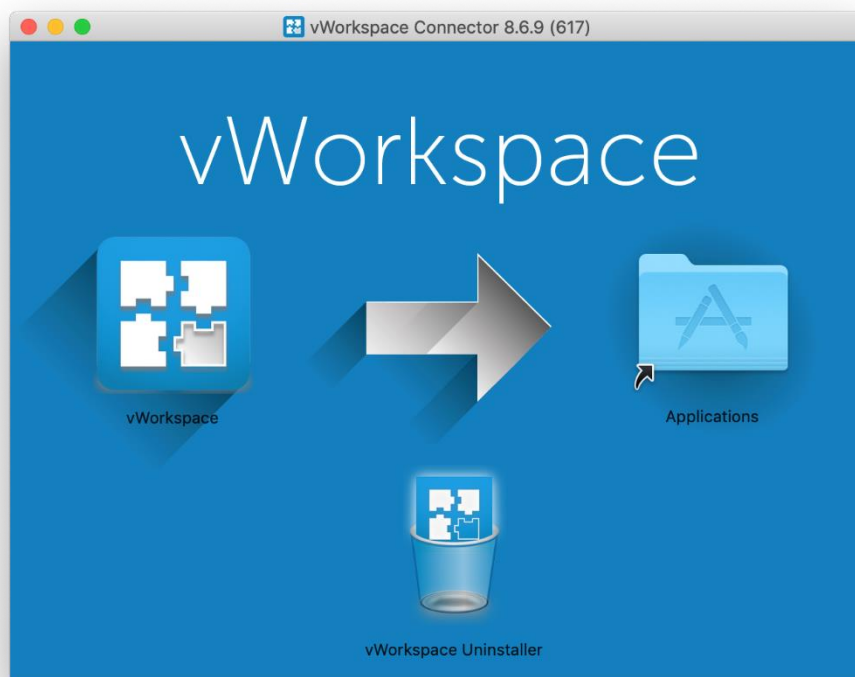 vWorkspace Connector 8.6.9 (617)
vWorkspace
vWorkspace
Applications
vWorkspace Uninstaller